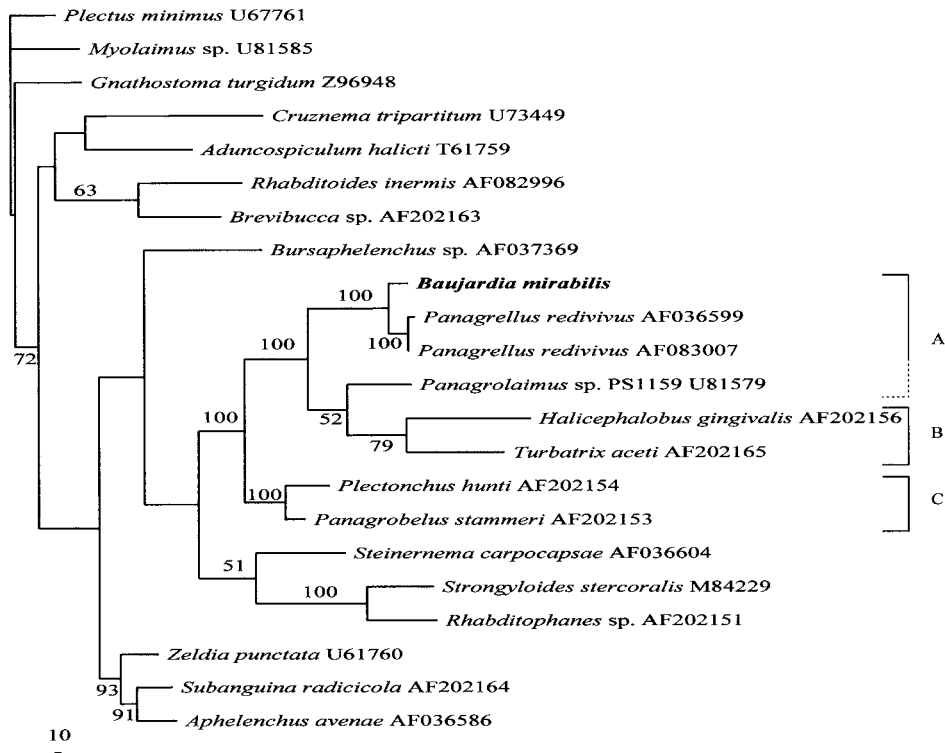 Plectus minimus U67761
Myolaimus sp. U81585
Gnathostoma turgidum Z96948
Cruznema tripartitum U73449
Aduncospiculum halicti T61759
63
Rhabditoides inermis AF082996
Brevibucca sp. AF202163
Bursaphelenchus sp. AF037369
Baujardia mirabilis
100
Panagrellus redivivus AF036599
A
100
100
Panagrellus redivivus AF083007
72
Panagrolaimus sp. PS1159 U81579
100
52
Halicephalobus gingivalis AF202156
B
79
Turbatrix aceti AF202165
Plectonchus hunti AF202154
100
C
Panagrobelus stammeri AF202153
Steinernema carpocapsae AF036604
51
Strongyloides stercoralis M84229
100
Rhabditophanes sp. AF202151
Zeldia punctata U61760
93
Subanguina radicicola AF202164
91
Aphelenchus avenae AF036586
10